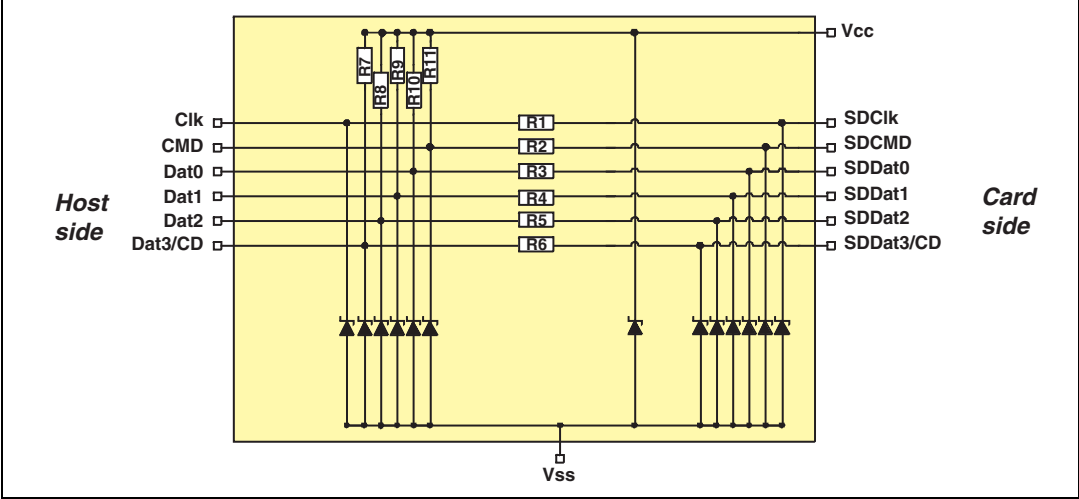 Vcc
R7
R8
R9
R10
R11
Clk
R1
SDClk
CMD
R2
SDCMD
Dat0
R3
SDDat0
Dat1
R4
SDDat1
Dat2
R5
SDDat2
Dat3/CD
R6
SDDat3/CD
Host
side
Card
side
Vss